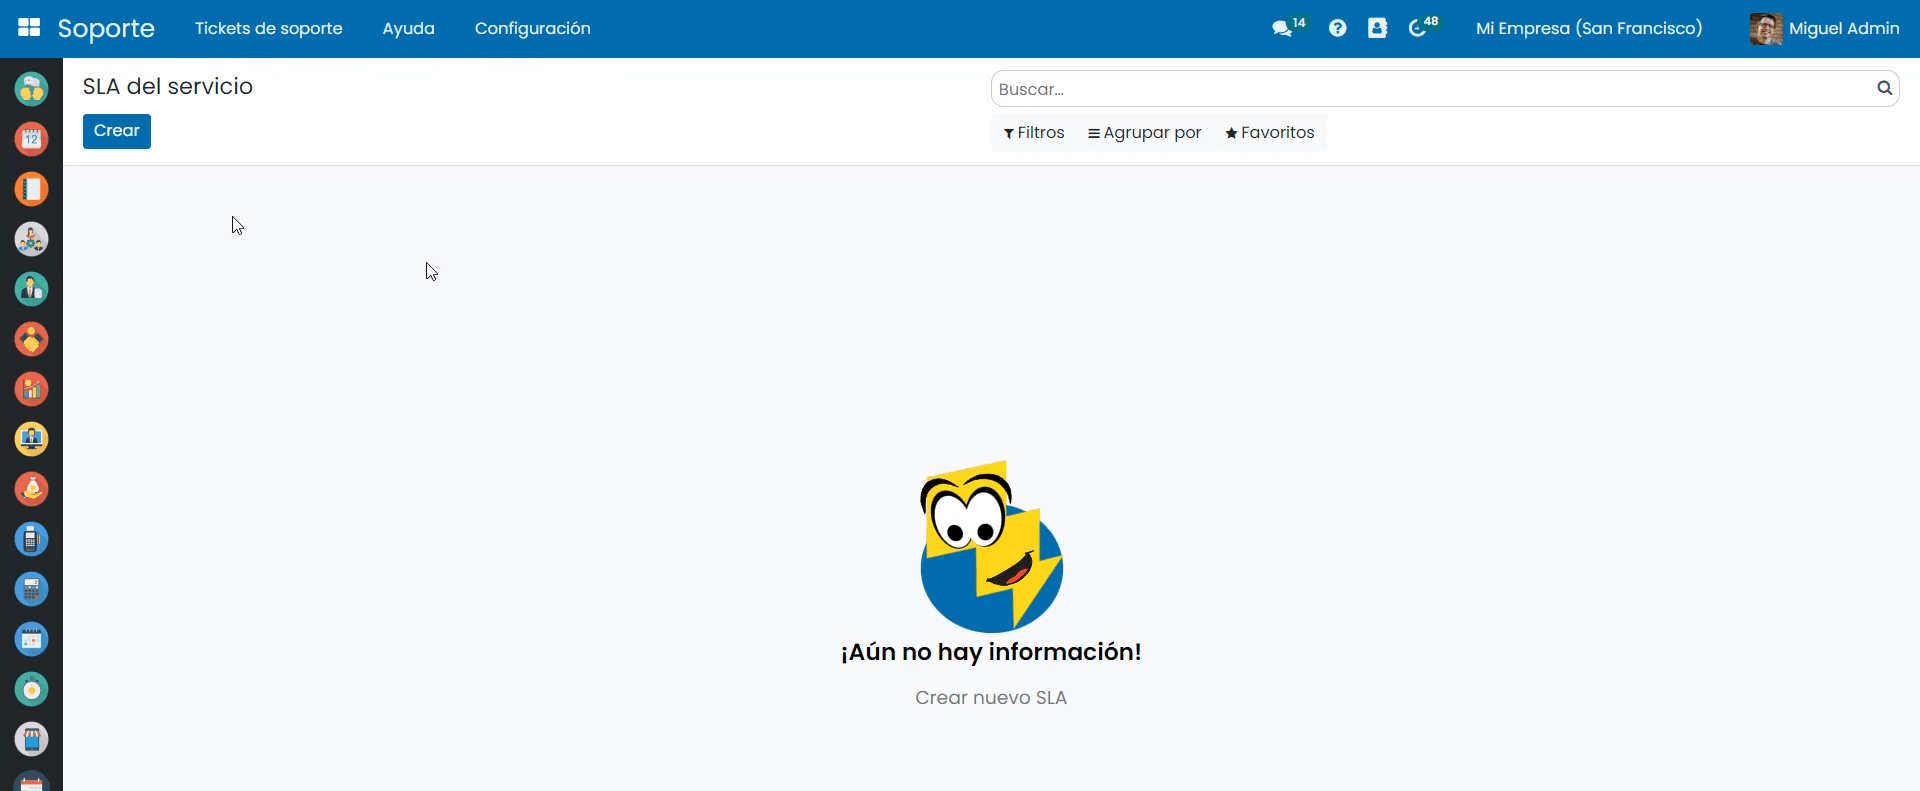 Soporte Tickets de soporte Ayuda Configuración 14 48 Mi Empresa (San Francisco) Miguel Admin
SLA del servicio
Buscar...
Crear
Filtros Agrupar por Favoritos
12
¡Aún no hay información!
Crear nuevo SLA